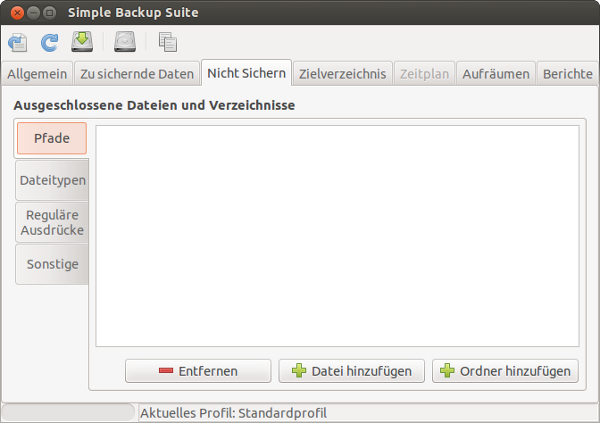 Simple Backup Suite
Allgemein Zu sichernde Daten Nicht Sichern Zielverzeichnis Zeitplan Aufräumen Berichte
Ausgeschlossene Dateien und Verzeichnisse
Pfade
Dateitypen
Reguläre
Ausdrücke
Sonstige
Entfernen Datei hinzufügen Ordner hinzufügen
Aktuelles Profil: Standardprofil